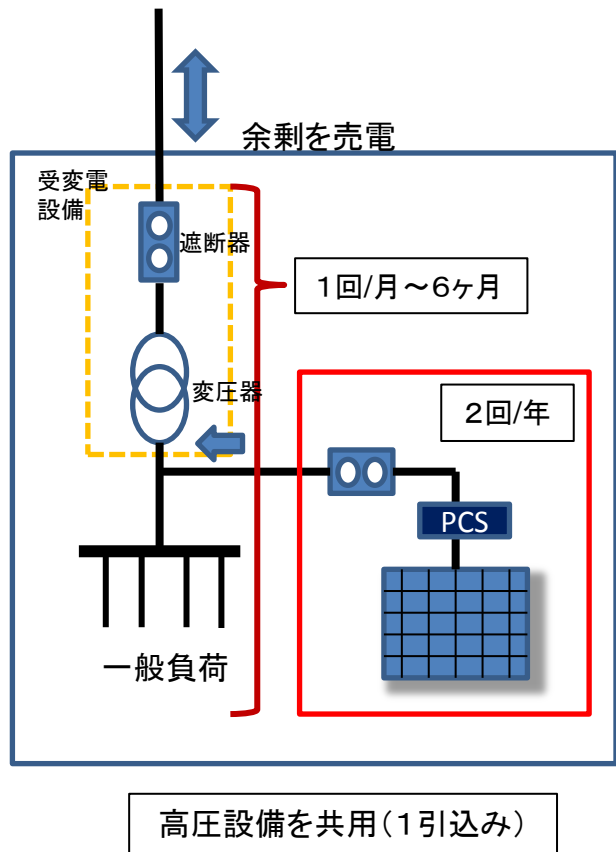 余剰を売電
受変電
設備
遮断器
1回/月～6ヶ月
変圧器
2回/年
PCS
一般負荷
高圧設備を共用(1引込み)